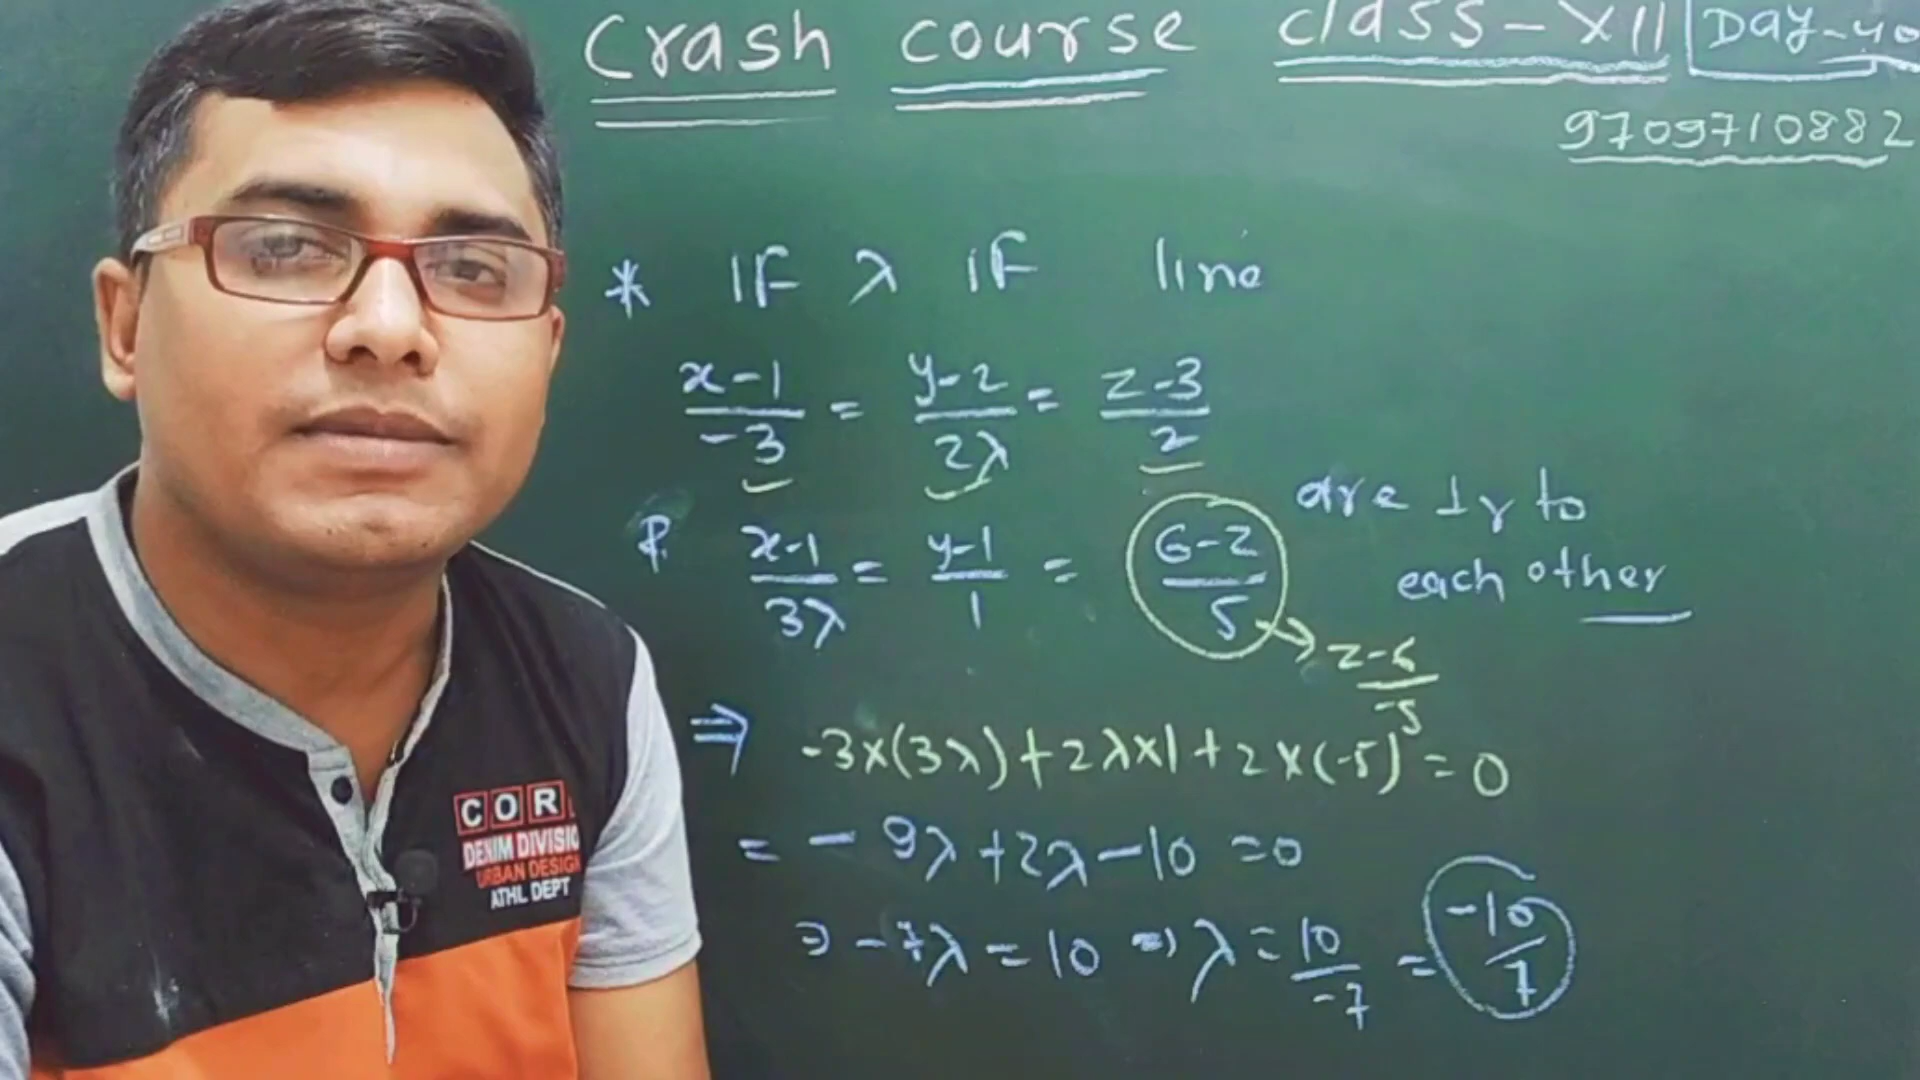 Crash course class-XII Day-40
9709710882
* IF λ IF line
x-1/-3 = y-2/2λ = z-3/2
are ⊥r to
x-1/3λ = y-1/1 = 6-z/5
each other
z-6/-5
⇒ -3×(3λ)+2λ×1+2×(-5) = 0
= -9λ+2λ-10 =0
⇒ -7λ = 10 ⇒ λ = 10/-7 = -10/7
COR
DENIM DIVISIO
URBAN DESIGN
ATHL DEPT